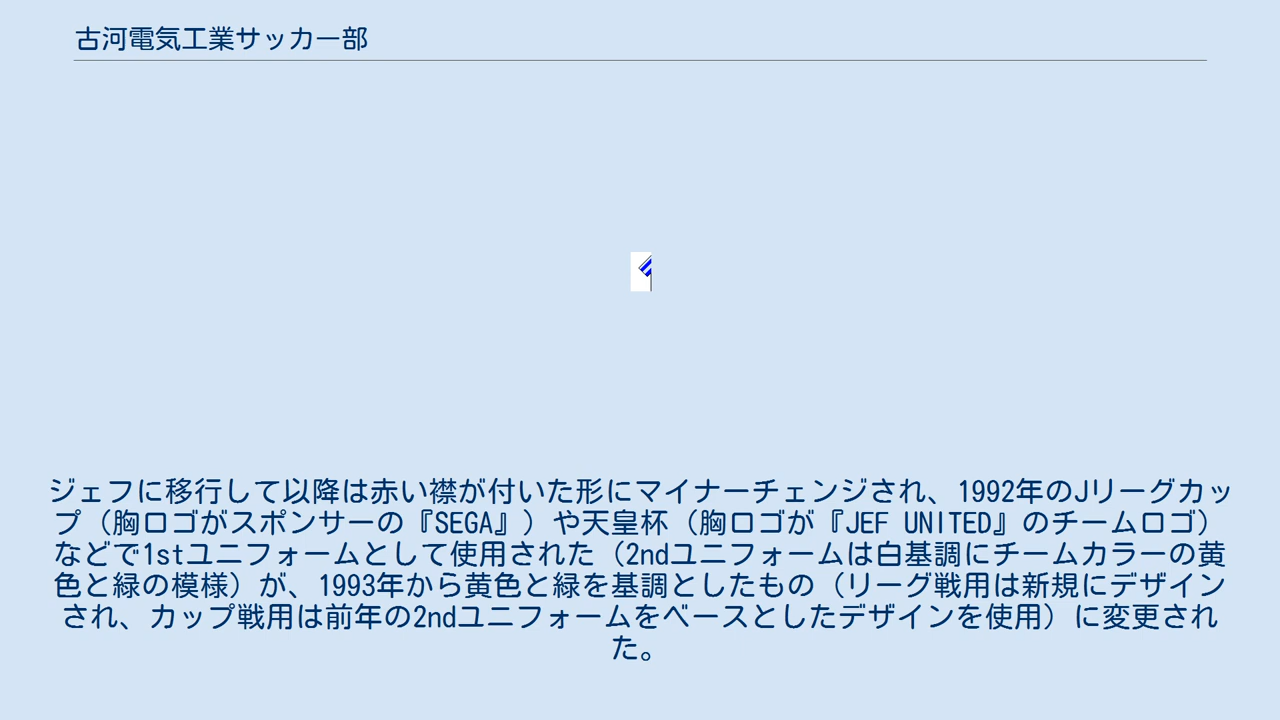 古河電気工業サッカー部
ジェフに移行して以降は赤い襟が付いた形にマイナーチェンジされ、1992年のJリーグカッ
プ（胸ロゴがスポンサーの『SEGA』）や天皇杯（胸ロゴが『JEF UNITED』のチームロゴ）
などで1stユニフォームとして使用された（2ndユニフォームは白基調にチームカラーの黄
色と緑の模様）が、1993年から黄色と緑を基調としたもの（リーグ戦用は新規にデザイン
され、カップ戦用は前年の2ndユニフォームをベースとしたデザインを使用）に変更され
た。